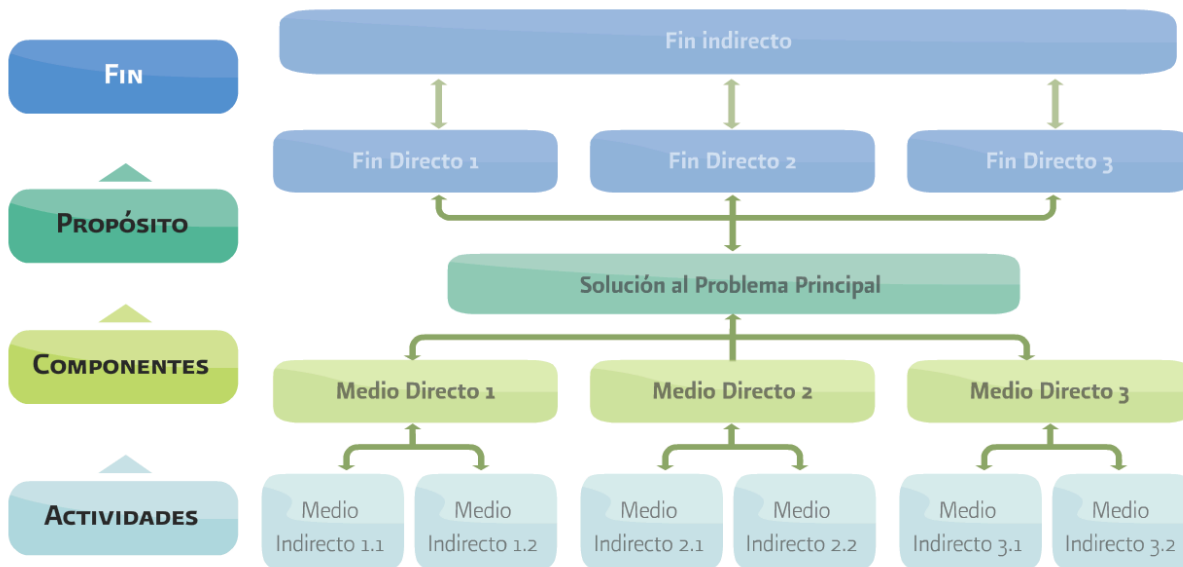 Fin indirecto
Fin
Fin Directo 1
Fin Directo 2
Fin Directo 3
Propósito
Solución al Problema Principal
Componentes
Medio Directo 1
Medio Directo 2
Medio Directo 3
Actividades
Medio
Indirecto 1.1
Medio
Indirecto 1.2
Medio
Indirecto 2.1
Medio
Indirecto 2.2
Medio
Indirecto 3.1
Medio
Indirecto 3.2